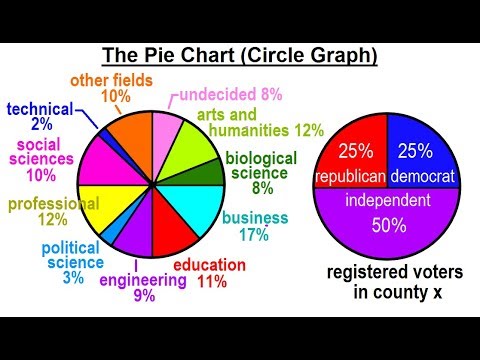 The Pie Chart (Circle Graph)
other fields
10%
undecided 8%
technical
2%
arts and
humanities 12%
social
sciences
10%
biological
science
8%
professional
12%
business
17%
political
science
3%
engineering
9%
education
11%
25%
republican
25%
democrat
independent
50%
registered voters
in county x